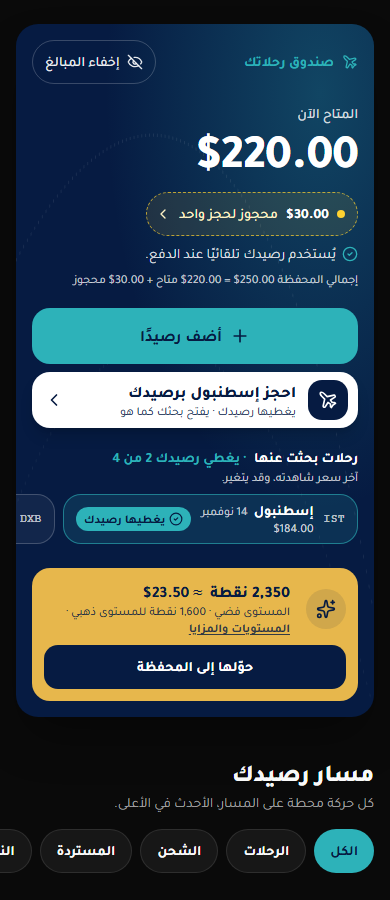 صندوق رحلاتك
إخفاء المبالغ
المتاح الآن
$220.00
$30.00 محجوز لحجز واحد
يُستخدم رصيدك تلقائيًا عند الدفع.
إجمالي المحفظة $250.00 = $220.00 متاح + $30.00 محجوز
أضف رصيدًا
احجز إسطنبول برصيدك
يغطيها رصيدك · يفتح بحثك كما هو
رحلات بحثت عنها · يغطي رصيدك 2 من 4
آخر سعر شاهدته، وقد يتغير.
IST إسطنبول 14 نوفمبر يغطيها رصيدك DXB
$184.00
2,350 نقطة ≈ $23.50
المستوى فضي · 1,600 نقطة للمستوى ذهبي ·
المستويات والمزايا
حوّلها إلى المحفظة
مسار رصيدك
كل حركة محطة على المسار، الأحدث في الأعلى.
الكل الرحلات الشحن المستردة